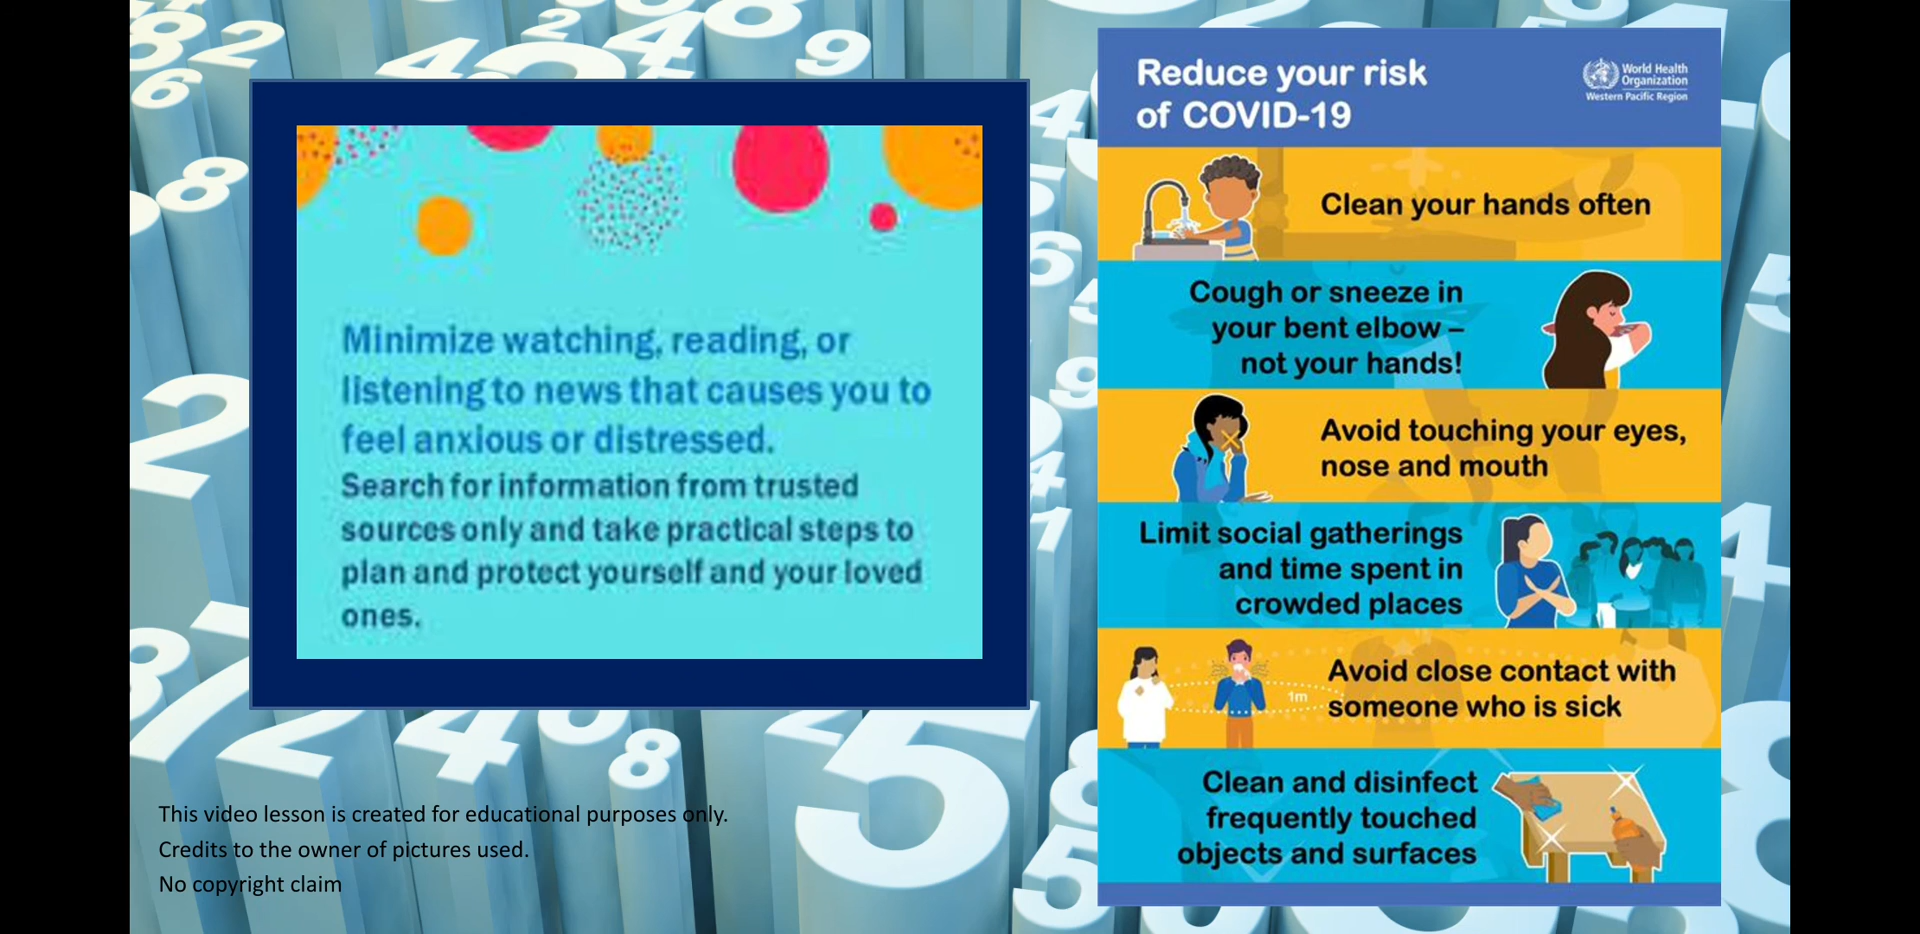 Minimize watching, reading, or
listening to news that causes you to
feel anxious or distressed.
Search for information from trusted
sources only and take practical steps to
plan and protect yourself and your loved
ones.
This video lesson is created for educational purposes only.
Credits to the owner of pictures used.
No copyright claim
Reduce your risk
of COVID-19
World Health
Organization
Western Pacific Region
Clean your hands often
Cough or sneeze in
your bent elbow –
not your hands!
Avoid touching your eyes,
nose and mouth
Limit social gatherings
and time spent in
crowded places
1m
Avoid close contact with
someone who is sick
Clean and disinfect
frequently touched
objects and surfaces